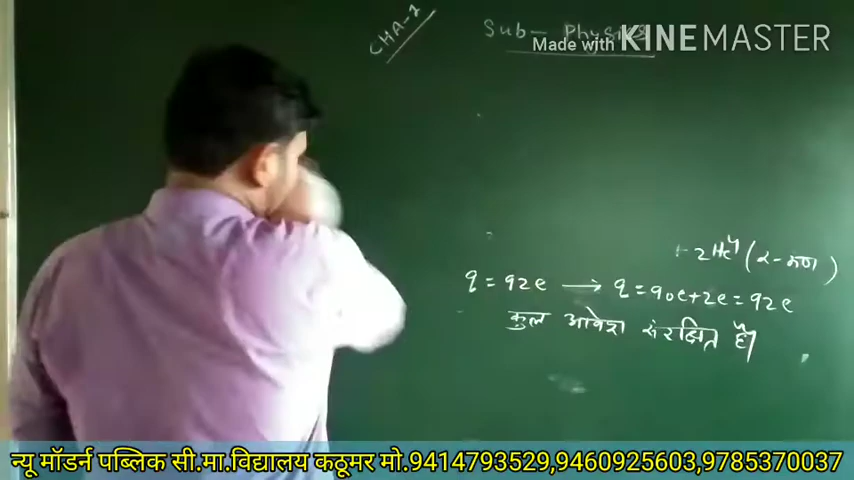 CHA-1
Sub- Physics
Made with KINEMASTER
+ 2He4 (α-कण)
q = 92e → q = 90e+2e = 92e
कुल आवेश संरक्षित है।
न्यू मॉडर्न पब्लिक सी.मा.विद्यालय कठूमर मो.9414793529,9460925603,9785370037